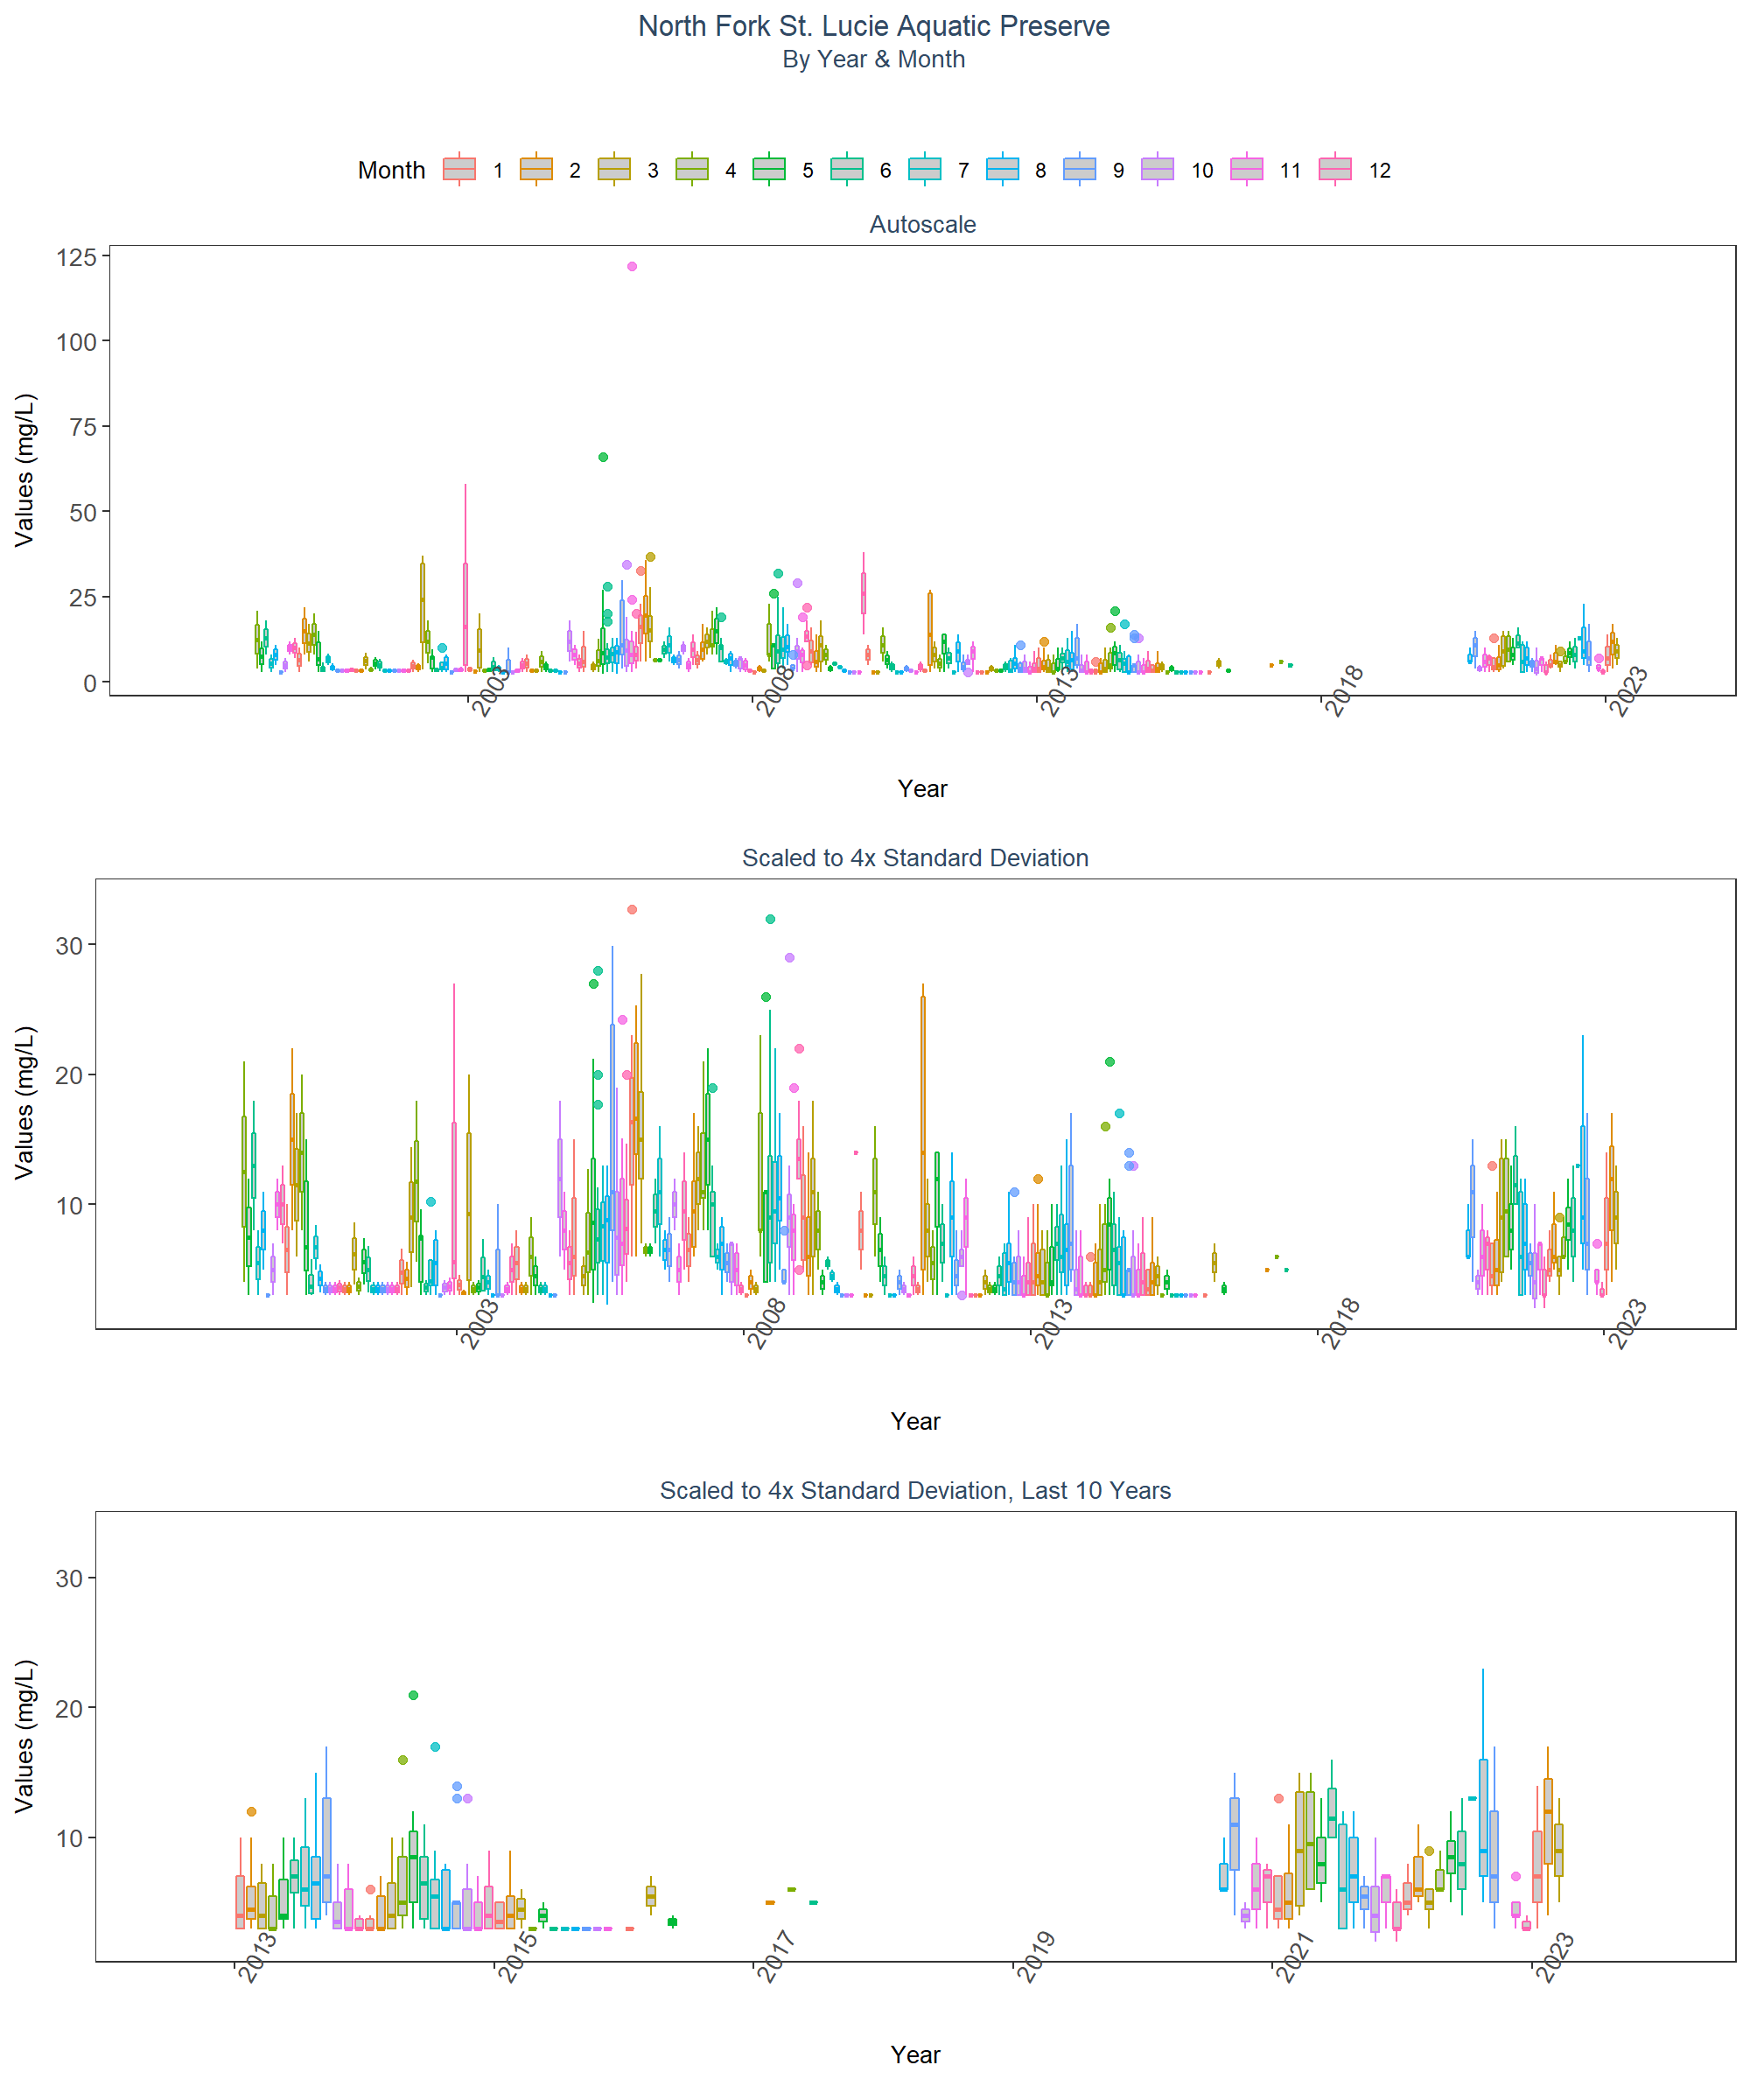 North Fork St. Lucie Aquatic Preserve
By Year & Month
Month 1 2 3 4 5 6 7 8 9 10 11 12
Autoscale
125
100
75
50
25
0
Values (mg/L)
2003 2008 2013 2018 2023
Year
Scaled to 4x Standard Deviation
30
20
10
Values (mg/L)
2003 2008 2013 2018 2023
Year
Scaled to 4x Standard Deviation, Last 10 Years
30
20
10
Values (mg/L)
2013 2015 2017 2019 2021 2023
Year